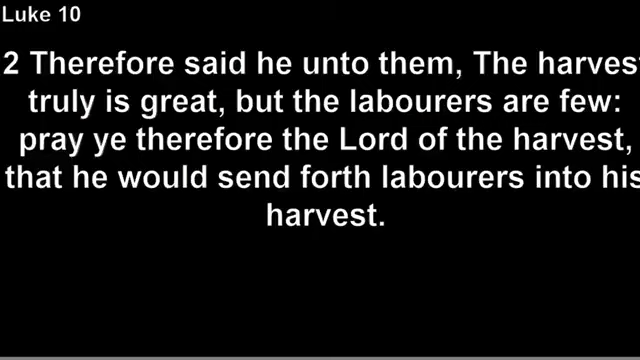 Luke 10
2 Therefore said he unto them, The harvest
truly is great, but the labourers are few:
pray ye therefore the Lord of the harvest,
that he would send forth labourers into his
harvest.